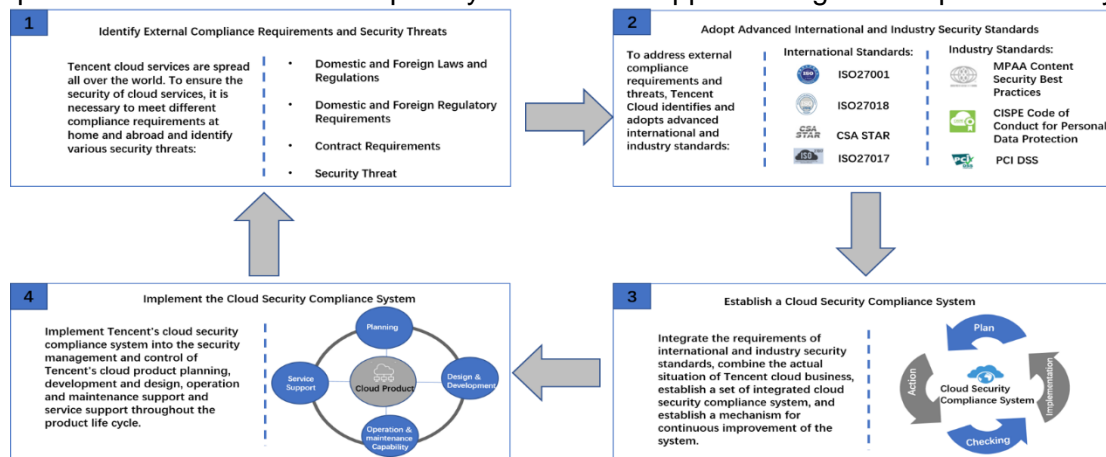 1
Identify External Compliance Requirements and Security Threats
Tencent cloud services are spread
all over the world. To ensure the
security of cloud services, it is
necessary to meet different
compliance requirements at
home and abroad and identify
various security threats:
• Domestic and Foreign Laws and
Regulations
• Domestic and Foreign Regulatory
Requirements
• Contract Requirements
• Security Threat
2
Adopt Advanced International and Industry Security Standards
To address external
compliance
requirements and
threats, Tencent
Cloud identifies and
adopts advanced
international and
industry standards:
International Standards:
ISO27001
ISO27018
CSA STAR
CSA STAR
ISO
ISO27017
Industry Standards:
MPAA Content
Security Best
Practices
CISPE Code of
Conduct for Personal
Data Protection
PCI DSS
PCI DSS
4
Implement the Cloud Security Compliance System
Implement Tencent's cloud security
compliance system into the security
management and control of
Tencent's cloud product planning,
development and design, operation
and maintenance support and
service support throughout the
product life cycle.
Planning
Service
Support
Cloud Product
Design &
Development
Operation &
maintenance
Capability
3
Establish a Cloud Security Compliance System
Integrate the requirements of
international and industry security
standards, combine the actual
situation of Tencent cloud business,
establish a set of integrated cloud
security compliance system, and
establish a mechanism for
continuous improvement of the
system.
Plan
Action
Cloud Security
Compliance System
Implementation
Checking